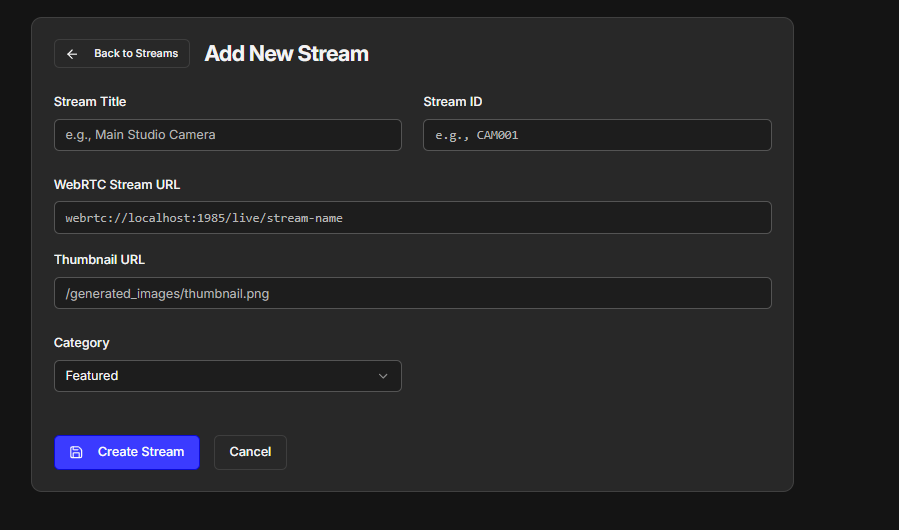 Back to Streams
Add New Stream
Stream Title
Stream ID
e.g., Main Studio Camera
e.g., CAM001
WebRTC Stream URL
webrtc://localhost:1985/live/stream-name
Thumbnail URL
/generated_images/thumbnail.png
Category
Featured
Create Stream
Cancel